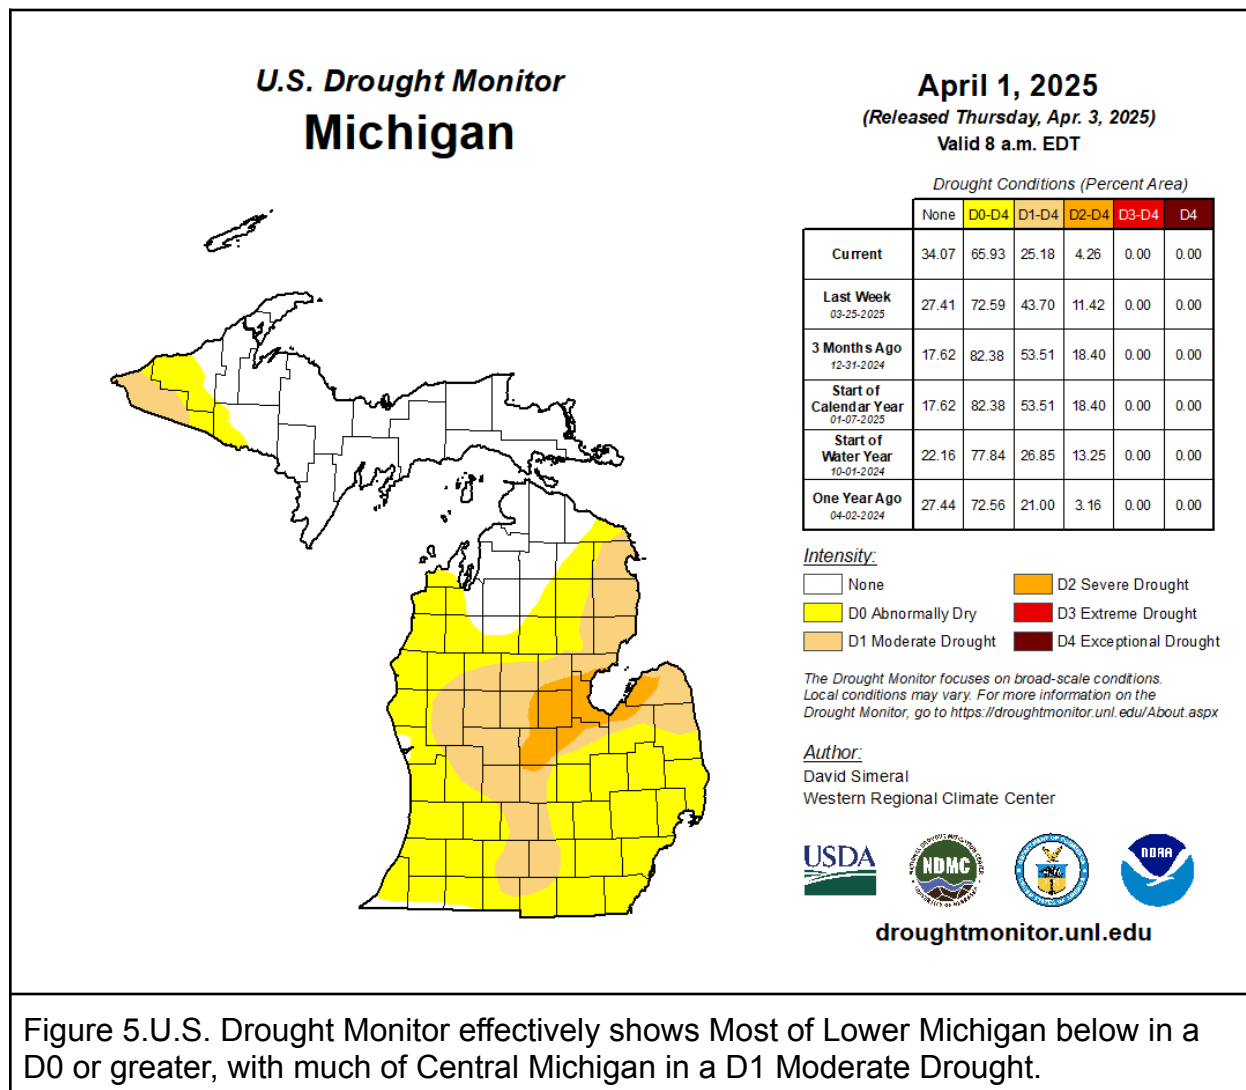 U.S. Drought Monitor
Michigan
April 1, 2025
(Released Thursday, Apr. 3, 2025)
Valid 8 a.m. EDT
Drought Conditions (Percent Area)
None D0-D4 D1-D4 D2-D4 D3-D4 D4
Current 34.07 65.93 25.18 4.26 0.00 0.00
Last Week
03-25-2025
27.41 72.59 43.70 11.42 0.00 0.00
3 Months Ago
12-31-2024
17.62 82.38 53.51 18.40 0.00 0.00
Start of
Calendar Year
01-07-2025
17.62 82.38 53.51 18.40 0.00 0.00
Start of
Water Year
10-01-2024
22.16 77.84 26.85 13.25 0.00 0.00
One Year Ago
04-02-2024
27.44 72.56 21.00 3.16 0.00 0.00
Intensity:
None
D0 Abnormally Dry
D1 Moderate Drought
D2 Severe Drought
D3 Extreme Drought
D4 Exceptional Drought
The Drought Monitor focuses on broad-scale conditions.
Local conditions may vary. For more information on the
Drought Monitor, go to https://droughtmonitor.unl.edu/About.aspx
Author:
David Simeral
Western Regional Climate Center
USDA
NDMC
NOAA
droughtmonitor.unl.edu
Figure 5.U.S. Drought Monitor effectively shows Most of Lower Michigan below in a
D0 or greater, with much of Central Michigan in a D1 Moderate Drought.